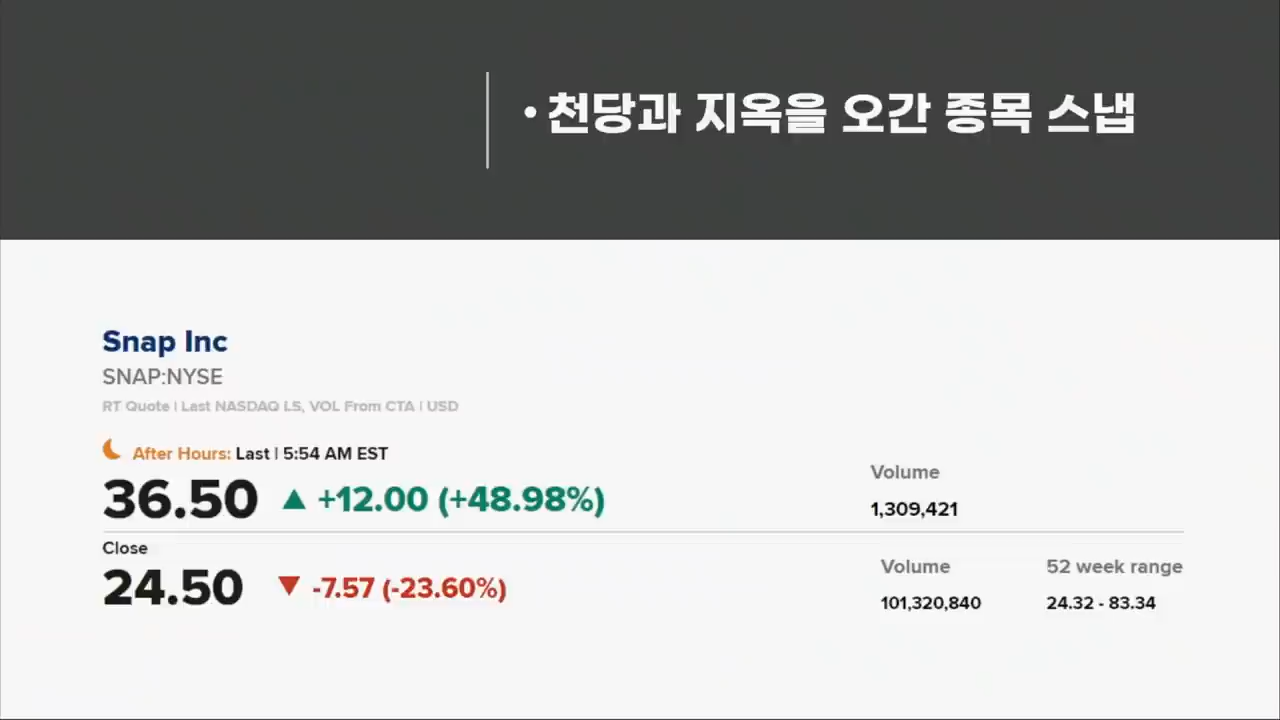 • 천당과 지옥을 오간 종목 스냅
Snap Inc
SNAP:NYSE
RT Quote | Last NASDAQ LS, VOL From CTA | USD
After Hours: Last | 5:54 AM EST
36.50 ▲ +12.00 (+48.98%)
Volume
1,309,421
Close
24.50 ▼ -7.57 (-23.60%)
Volume 52 week range
101,320,840 24.32 - 83.34